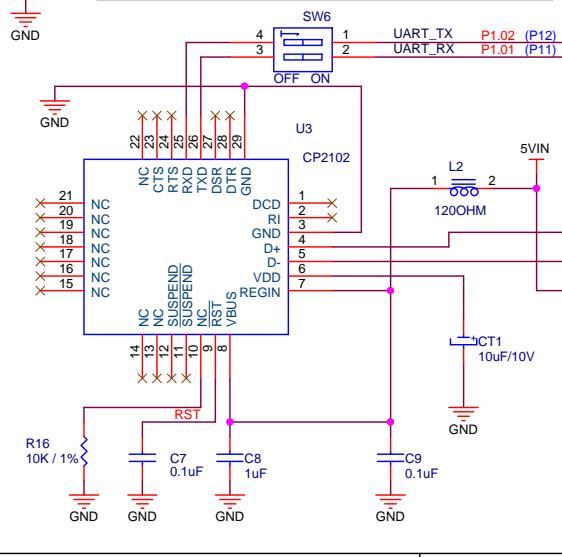 SW6
GND
4
3
1
2
UART_TX P1.02 (P12)
UART_RX P1.01 (P11)
OFF ON
GND
22
23
24
25
26
27
28
29
U3
CP2102
NC
CTS
RTS
RXD
TXD
DSR
DTR
GND
5VIN
L2
1
2
120OHM
21 NC
20 NC
19 NC
18 NC
17 NC
16 NC
15 NC
DCD 1
RI 2
GND 3
D+ 4
D- 5
VDD 6
REGIN 7
NC
NC
SUSPEND
SUSPEND
NC
RST
VBUS
14
13
12
11
10
9
8
+
CT1
10uF/10V
GND
RST
R16
10K / 1%
C7
0.1uF
C8
1uF
C9
0.1uF
GND
GND
GND
GND